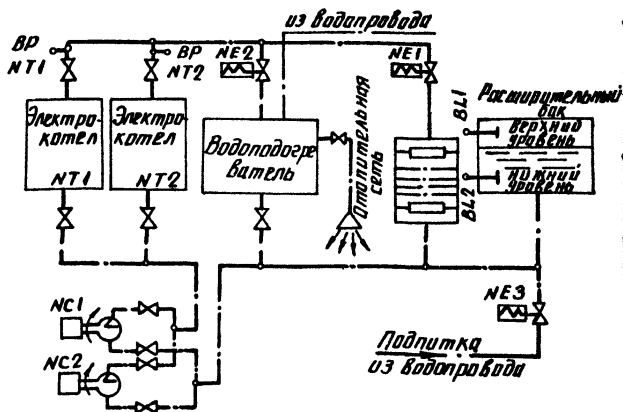 из водопровода
ВР
NT1
ВР
NT2
NE2
NE1
BL1
BL2
Расширительный
бак
верхний
уровень
нижний
уровень
Электро-
котел
NT1
Электро-
котел
NT2
Водоподогре-
ватель
Отопительная
сеть
NC1
NC2
NE3
Подпитка
из водопровода